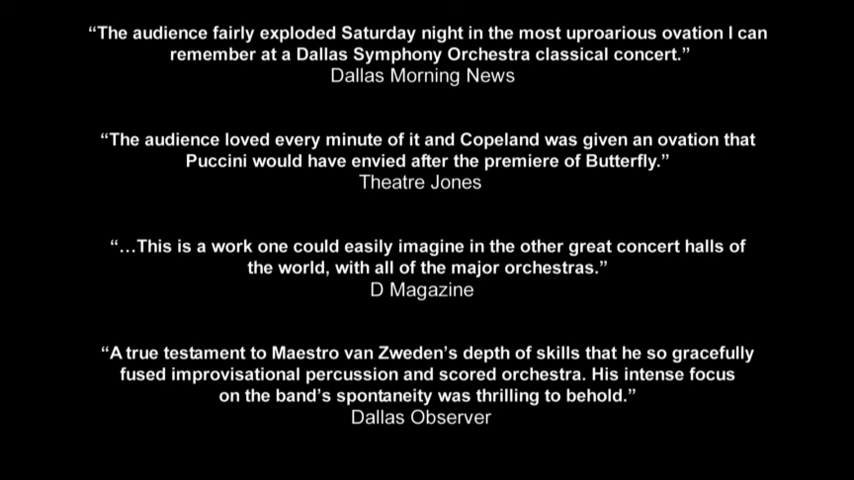 “The audience fairly exploded Saturday night in the most uproarious ovation I can
remember at a Dallas Symphony Orchestra classical concert.”
Dallas Morning News
“The audience loved every minute of it and Copeland was given an ovation that
Puccini would have envied after the premiere of Butterfly.”
Theatre Jones
“…This is a work one could easily imagine in the other great concert halls of
the world, with all of the major orchestras.”
D Magazine
“A true testament to Maestro van Zweden’s depth of skills that he so gracefully
fused improvisational percussion and scored orchestra. His intense focus
on the band’s spontaneity was thrilling to behold.”
Dallas Observer